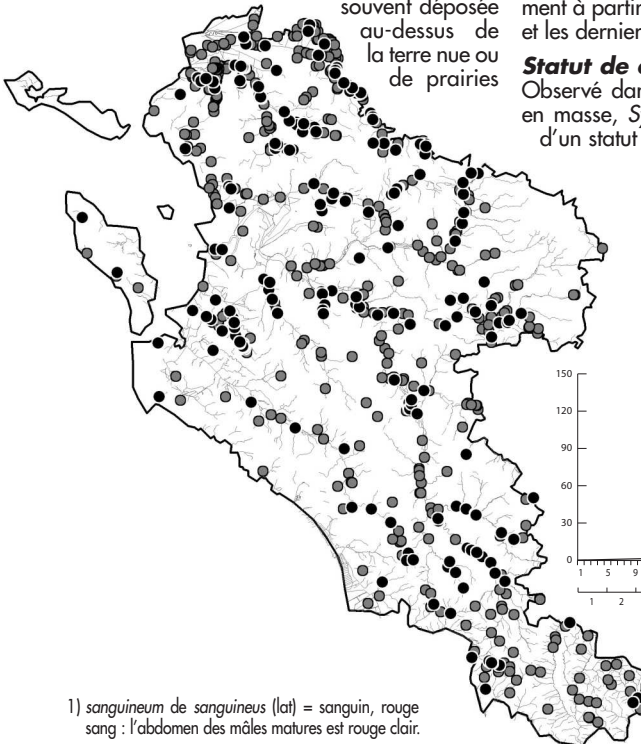 souvent déposée
au-dessus de
la terre nue ou
de prairies
ment à partir
et les dernier
Statut de
Observé dan
en masse, Sy
d'un statut
150
120
90
60
30
0
1 5 9
1 2
1) sanguineum de sanguineus (lat) = sanguin, rouge
sang : l'abdomen des mâles matures est rouge clair.